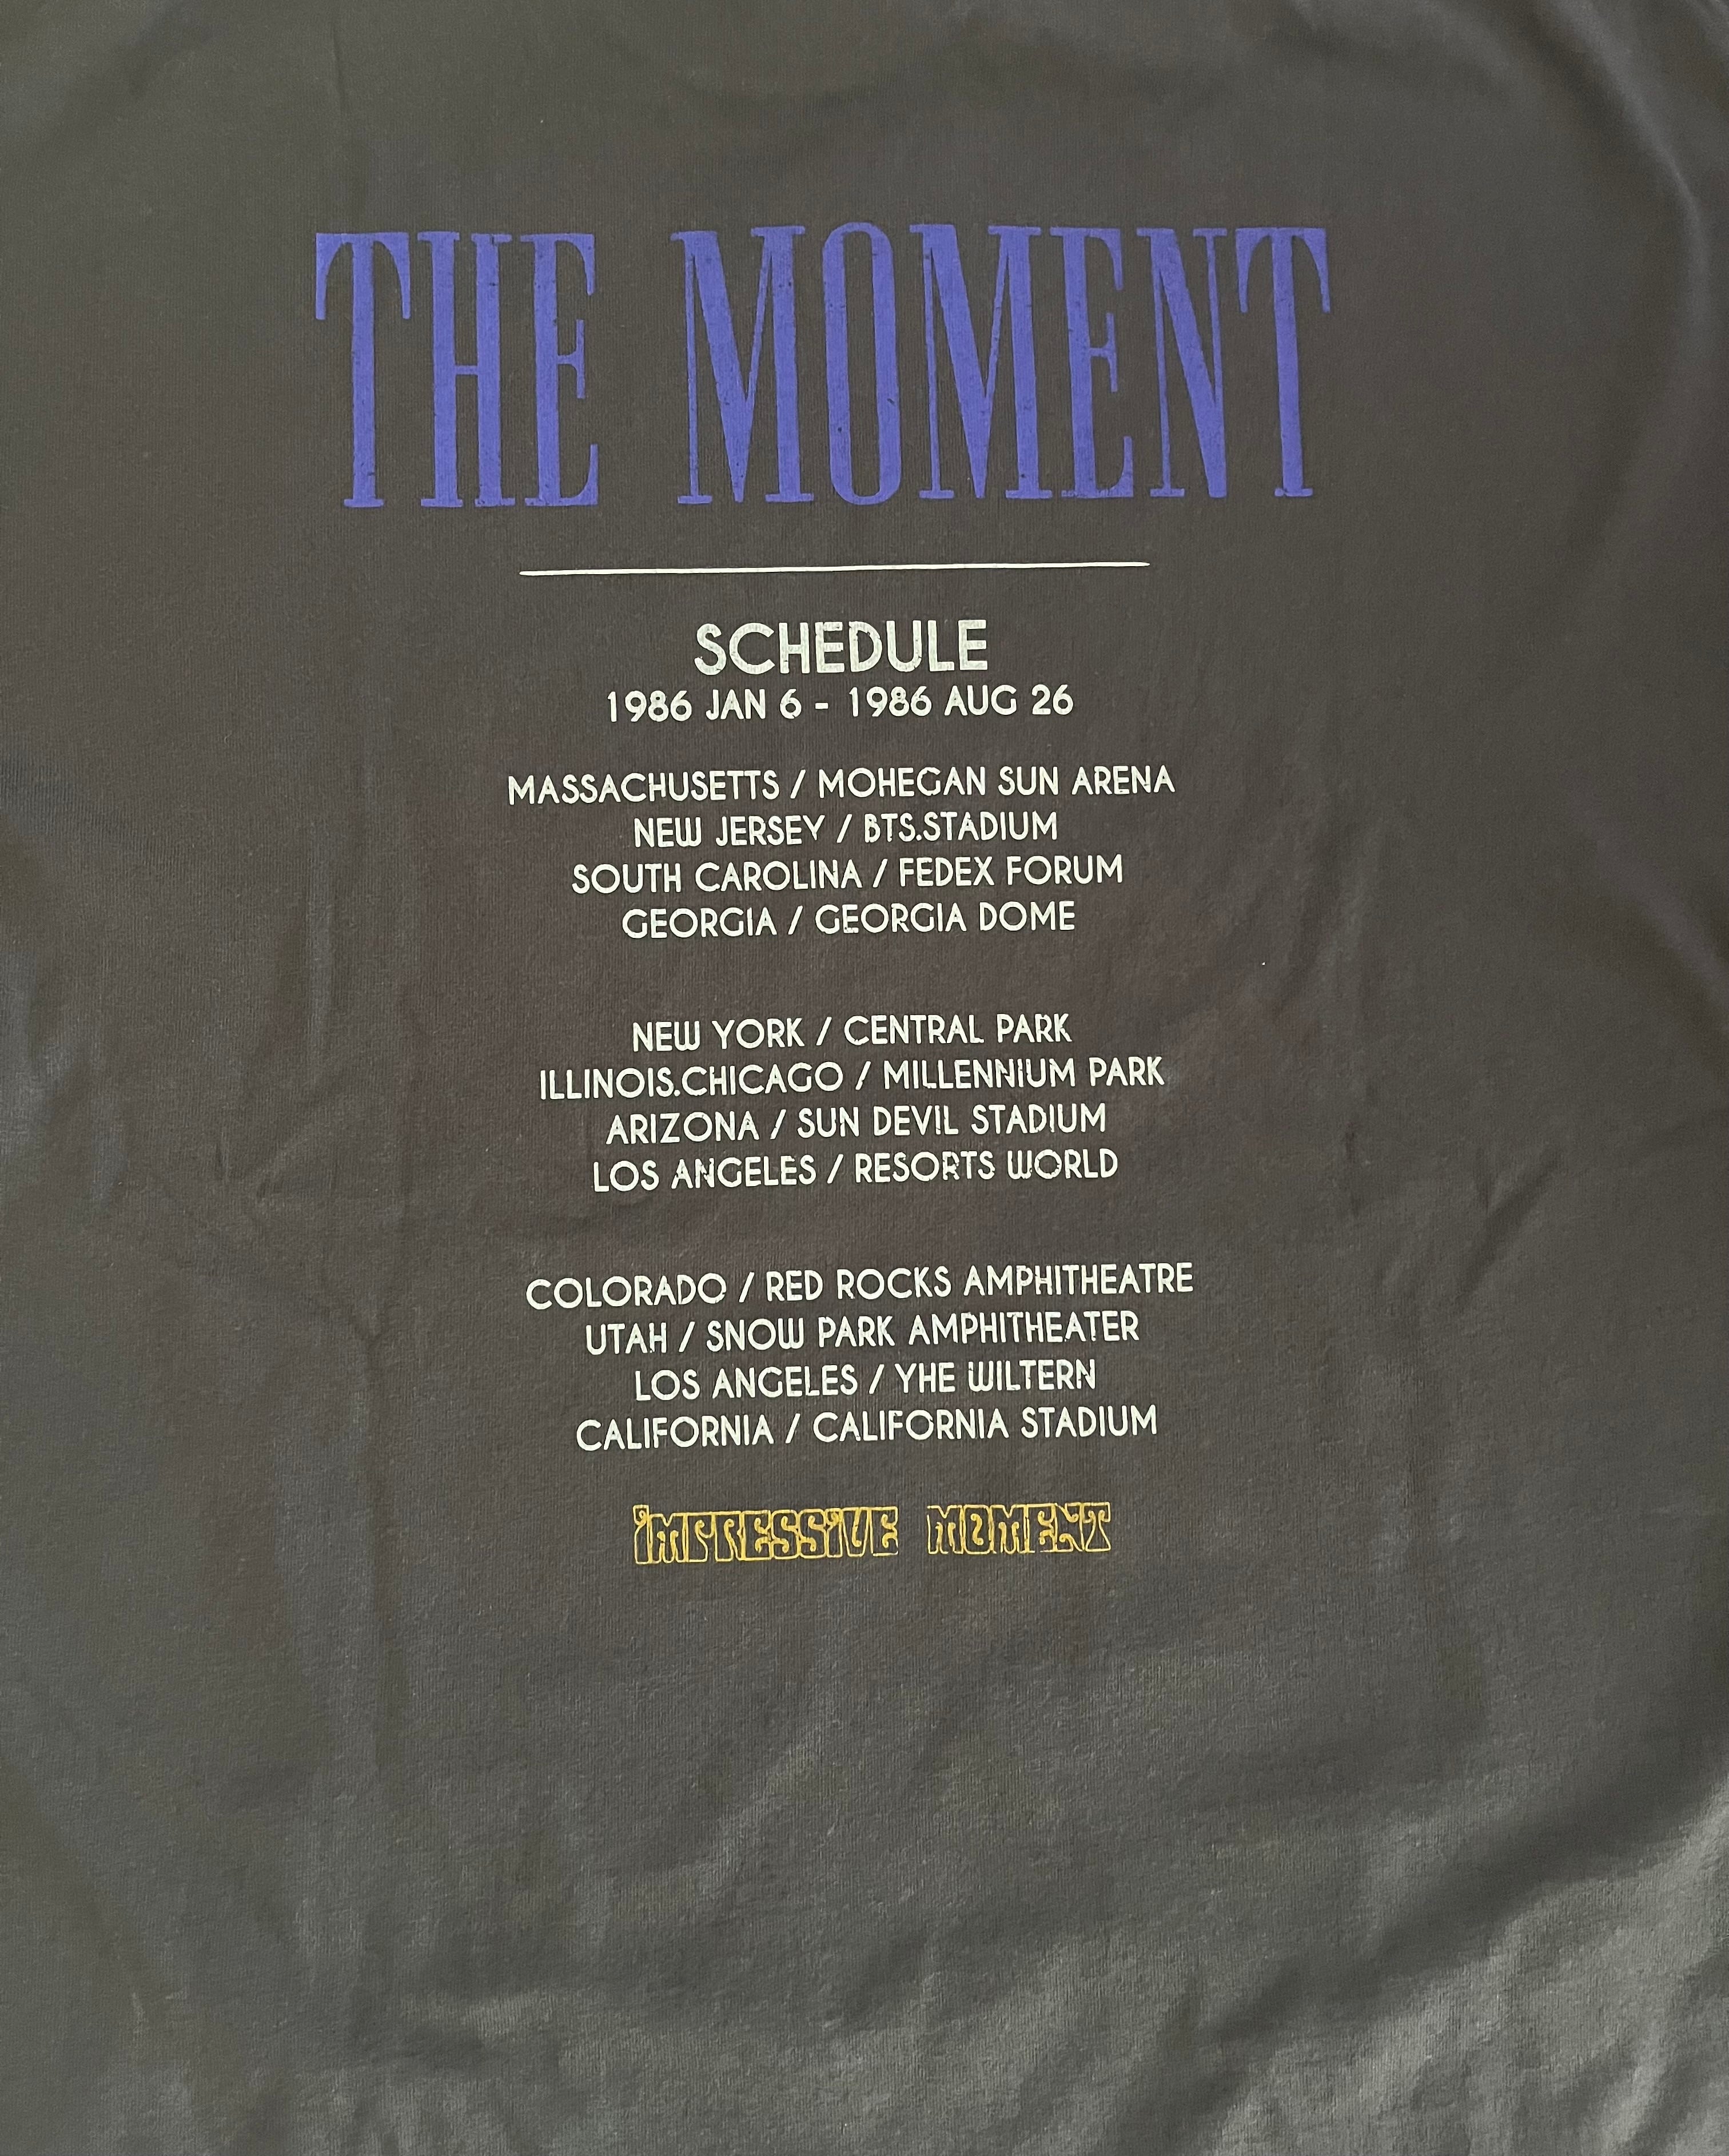 THE MOMENT
SCHEDULE
1986 JAN 6 - 1986 AUG 26
MASSACHUSETTS / MOHEGAN SUN ARENA
NEW JERSEY / BTS.STADIUM
SOUTH CAROLINA / FEDEX FORUM
GEORGIA / GEORGIA DOME
NEW YORK / CENTRAL PARK
ILLINOIS.CHICAGO / MILLENNIUM PARK
ARIZONA / SUN DEVIL STADIUM
LOS ANGELES / RESORTS WORLD
COLORADO / RED ROCKS AMPHITHEATRE
UTAH / SNOW PARK AMPHITHEATER
LOS ANGELES / YHE WILTERN
CALIFORNIA / CALIFORNIA STADIUM
IMPRESSIVE MOMENT